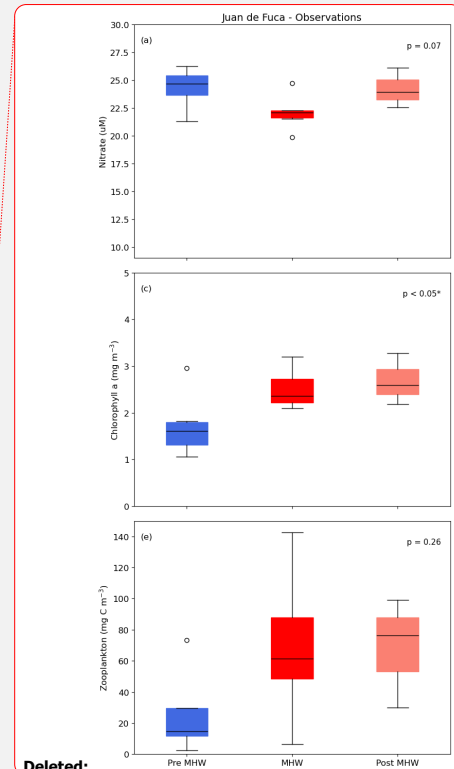 Juan de Fuca - Observations
(a)
p = 0.07
30.0
27.5
25.0
22.5
20.0
17.5
15.0
12.5
10.0
Nitrate (uM)
(c)
p < 0.05*
5
4
3
2
1
0
Chlorophyll a (mg m⁻³)
(e)
p = 0.26
140
120
100
80
60
40
20
0
Zooplankton (mg C m⁻³)
Pre MHW
MHW
Post MHW
Deleted: